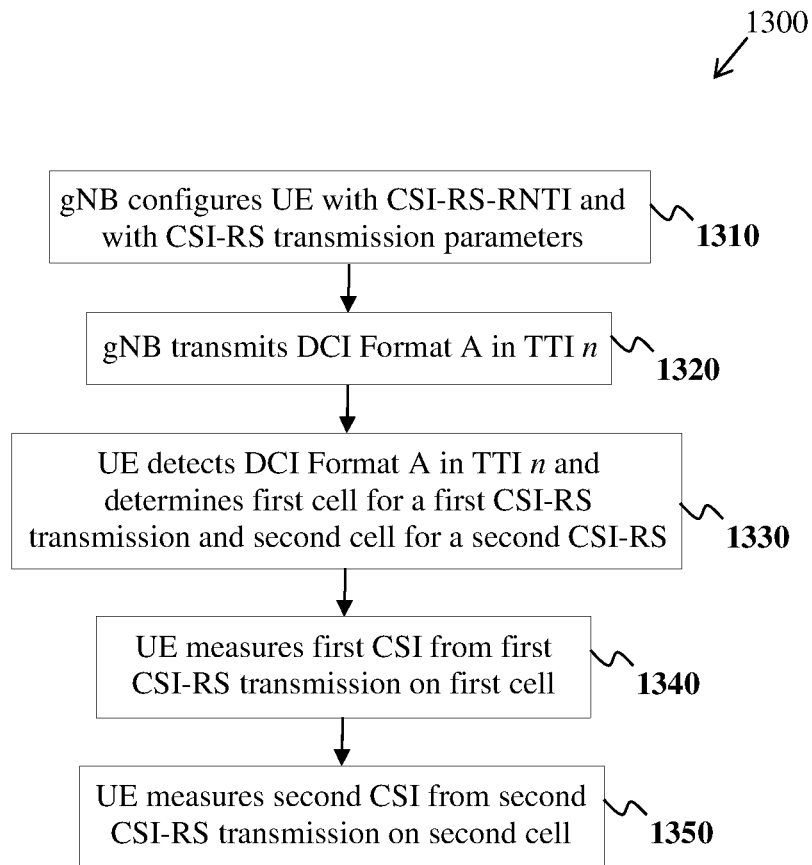 1300
gNB configures UE with CSI-RS-RNTI and
with CSI-RS transmission parameters
1310
gNB transmits DCI Format A in TTI n
1320
UE detects DCI Format A in TTI n and
determines first cell for a first CSI-RS
transmission and second cell for a second CSI-RS
1330
UE measures first CSI from first
CSI-RS transmission on first cell
1340
UE measures second CSI from second
CSI-RS transmission on second cell
1350